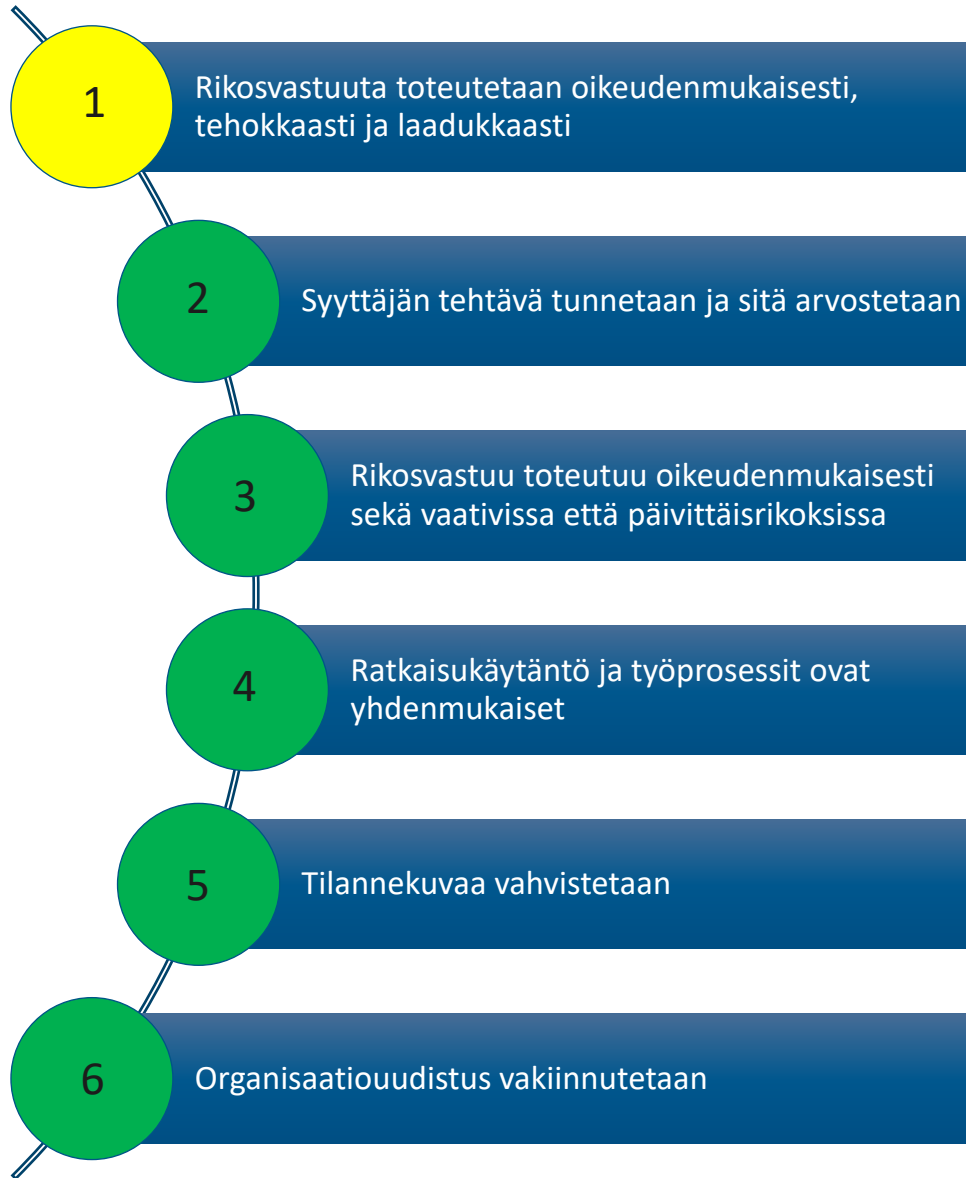 1
Rikosvastuuta toteutetaan oikeudenmukaisesti,
tehokkaasti ja laadukkaasti
2
Syyttäjän tehtävä tunnetaan ja sitä arvostetaan
3
Rikosvastuu toteutuu oikeudenmukaisesti
sekä vaativissa että päivittäisrikoksissa
4
Ratkaisukäytäntö ja työprosessit ovat
yhdenmukaiset
5
Tilannekuvaa vahvistetaan
6
Organisaatiouudistus vakiinnutetaan